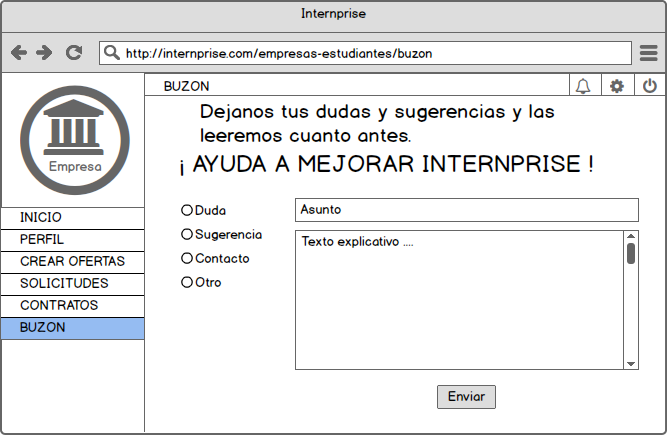 Internprise
http://internprise.com/empresas-estudiantes/buzon
BUZON
Empresa
INICIO
PERFIL
CREAR OFERTAS
SOLICITUDES
CONTRATOS
BUZON
Dejanos tus dudas y sugerencias y las
leeremos cuanto antes.
¡ AYUDA A MEJORAR INTERNPRISE !
Duda
Sugerencia
Contacto
Otro
Asunto
Texto explicativo ....
Enviar